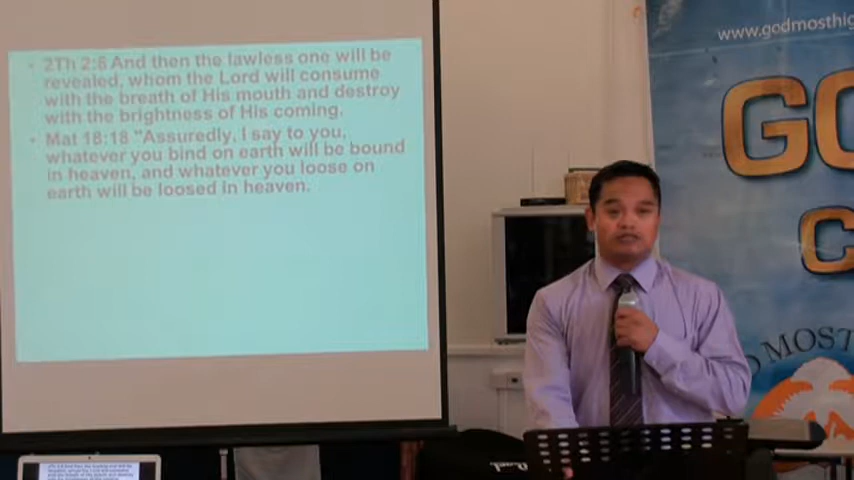 • 2Th 2:8 And then the lawless one will be
revealed, whom the Lord will consume
with the breath of His mouth and destroy
with the brightness of His coming.
• Mat 18:18 "Assuredly, I say to you,
whatever you bind on earth will be bound
in heaven, and whatever you loose on
earth will be loosed in heaven.
www.godmosthi
GO
C
D MOST